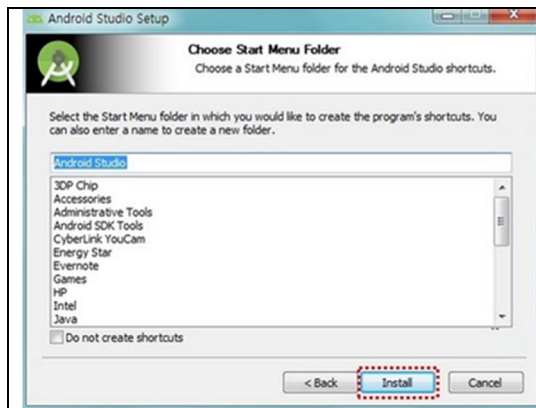 Android Studio Setup
Choose Start Menu Folder
Choose a Start Menu folder for the Android Studio shortcuts.
Select the Start Menu folder in which you would like to create the program's shortcuts. You
can also enter a name to create a new folder.
Android Studio
3DP Chip
Accessories
Administrative Tools
Android SDK Tools
CyberLink YouCam
Energy Star
Evernote
Games
HP
Intel
Java
Do not create shortcuts
< Back Install Cancel